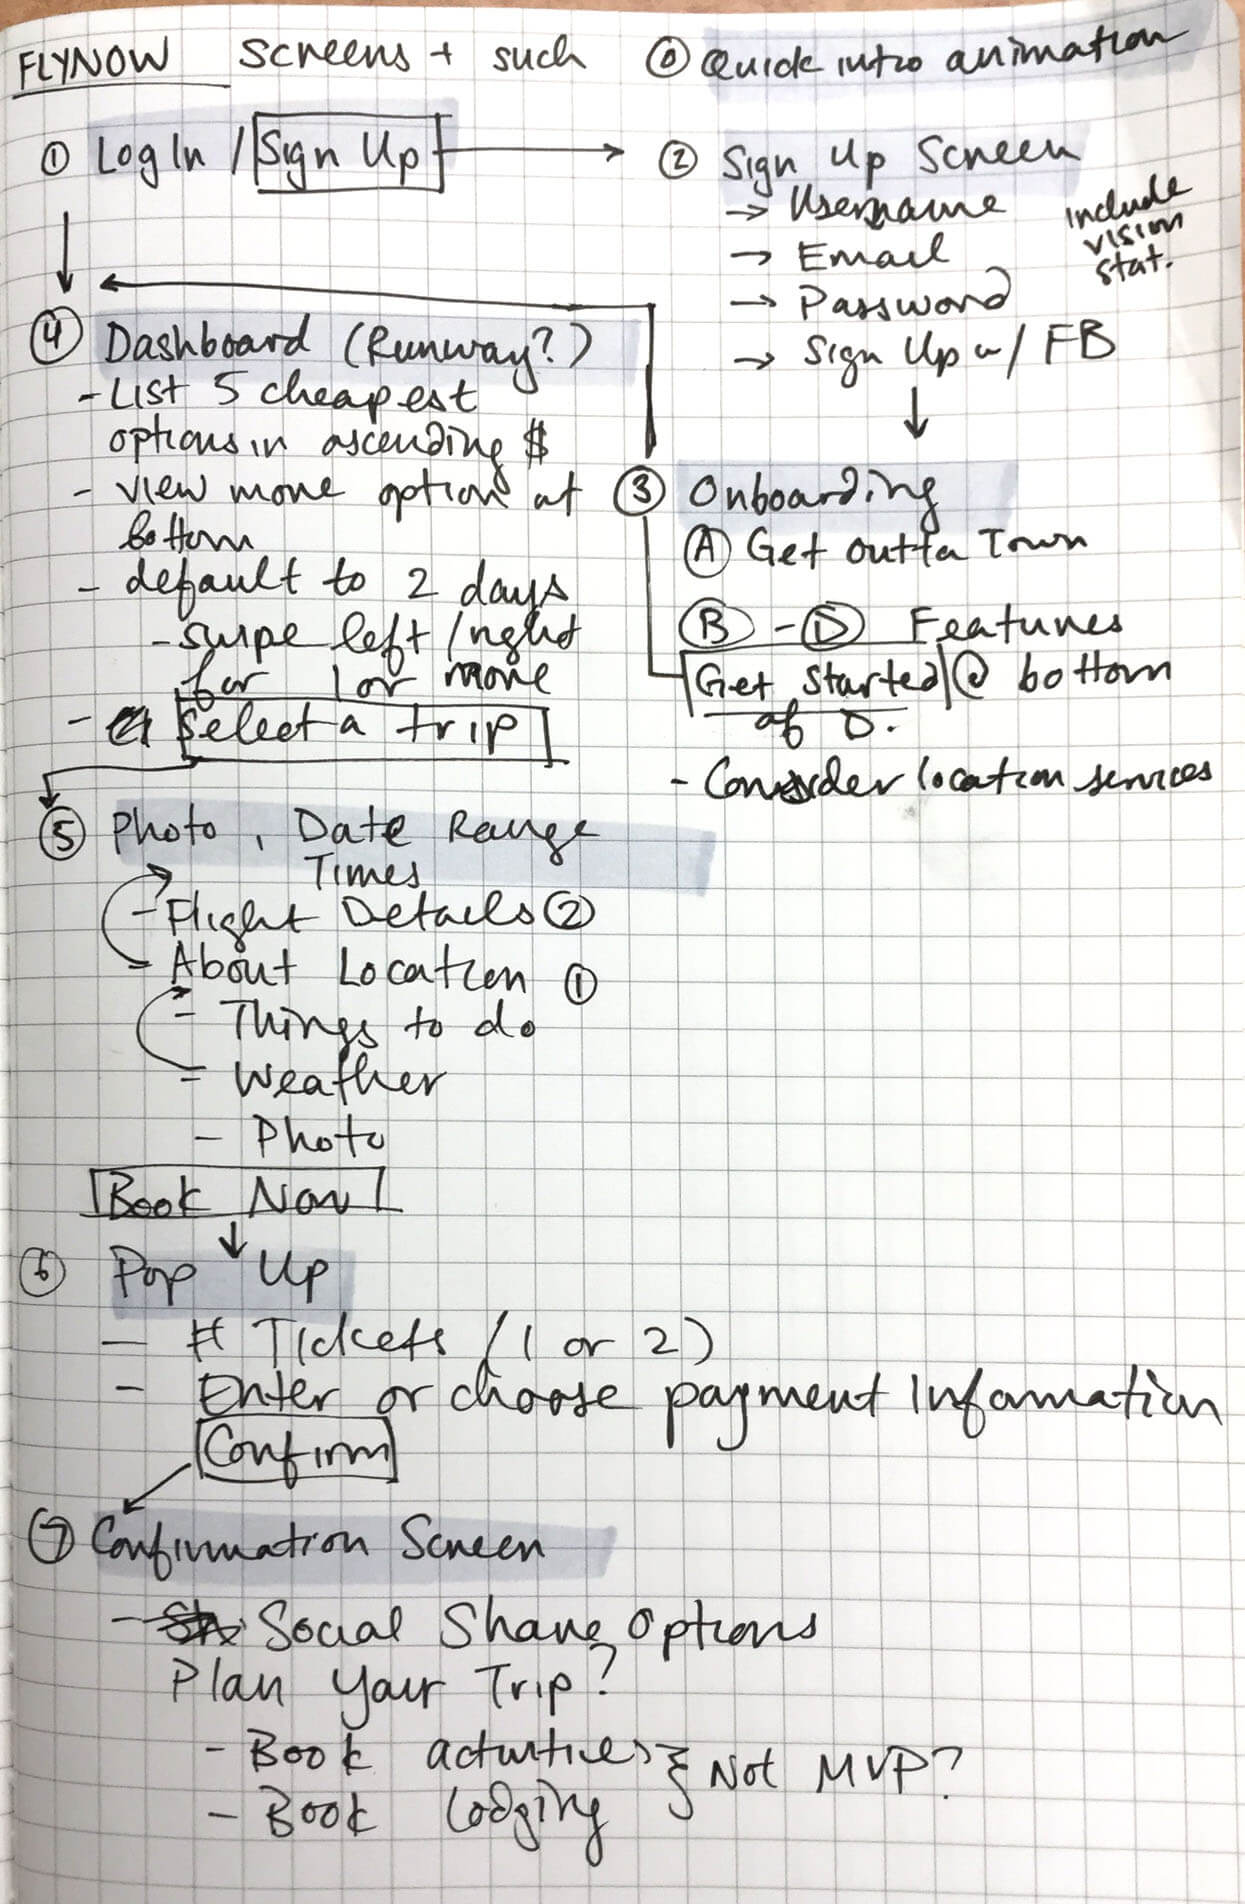 FLYNOW screens + such
⓪ Quick intro animation
① Log In / Sign Up
② Sign Up Screen
→ Username
→ Email
→ Password
→ Sign Up w/ FB
include
vision
stat.
③ Onboarding
Ⓐ Get Outta Town
Ⓑ - Ⓓ Features
Get Started @ bottom
of D.
- Consider location services
④ Dashboard (Runway?)
- List 5 cheapest
options in ascending $
- view more option at
bottom
- default to 2 days
- swipe left / right
for 1 or more
- Select a trip
⑤ Photo, Date Range
Times
- Flight Details ②
- About Location ①
- Things to do
- Weather
- Photo
Book Now
⑥ Pop Up
- # Tickets (1 or 2)
- Enter or choose payment information
Confirm
⑦ Confirmation Screen
- Social Share Options
Plan Your Trip?
- Book activities } Not MVP?
- Book lodging